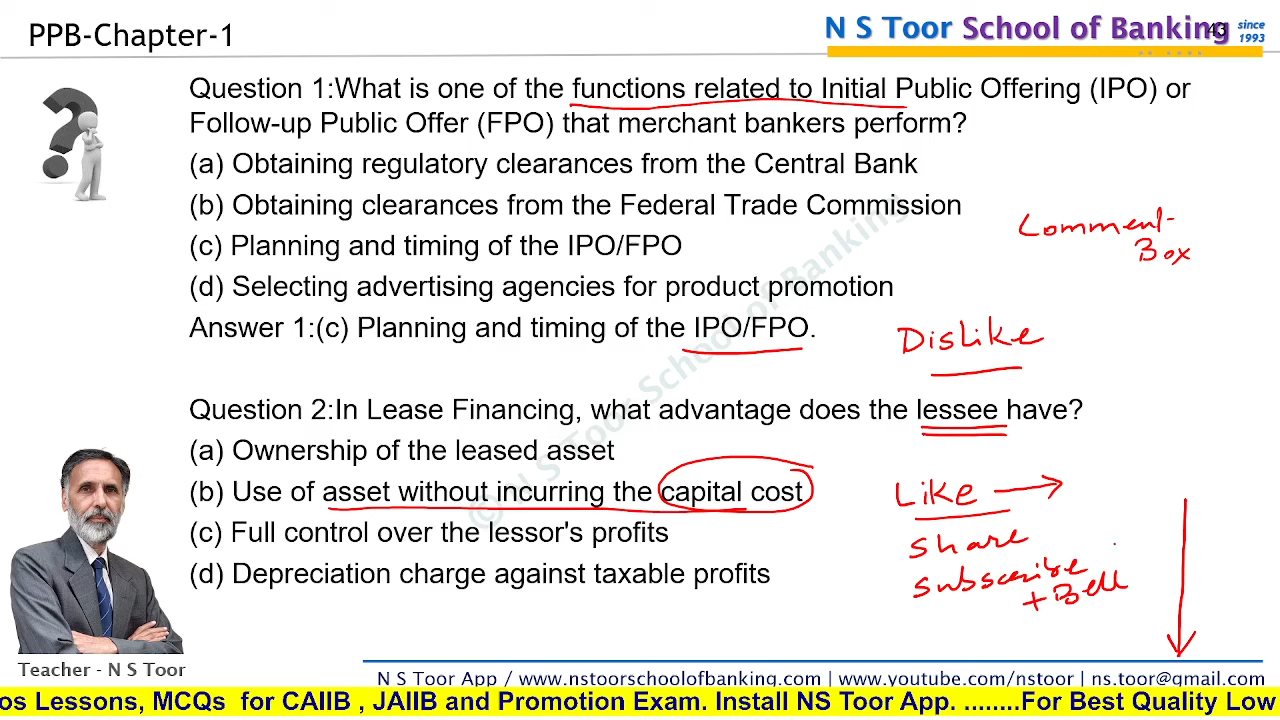 PPB-Chapter-1
N S Toor School of Banking
43
since
1993
Question 1:What is one of the functions related to Initial Public Offering (IPO) or
Follow-up Public Offer (FPO) that merchant bankers perform?
(a) Obtaining regulatory clearances from the Central Bank
(b) Obtaining clearances from the Federal Trade Commission
(c) Planning and timing of the IPO/FPO
(d) Selecting advertising agencies for product promotion
Answer 1:(c) Planning and timing of the IPO/FPO.
Comment-
Box
Dislike
Question 2:In Lease Financing, what advantage does the lessee have?
(a) Ownership of the leased asset
(b) Use of asset without incurring the capital cost
(c) Full control over the lessor's profits
(d) Depreciation charge against taxable profits
Like
Share
Subscribe
+ Bell
© N S Toor School of Banking
Teacher - N S Toor
N S Toor App / www.nstoorschoolofbanking.com | www.youtube.com/nstoor | ns.toor@gmail.com
os Lessons, MCQs for CAIIB , JAIIB and Promotion Exam. Install NS Toor App. ........For Best Quality Low